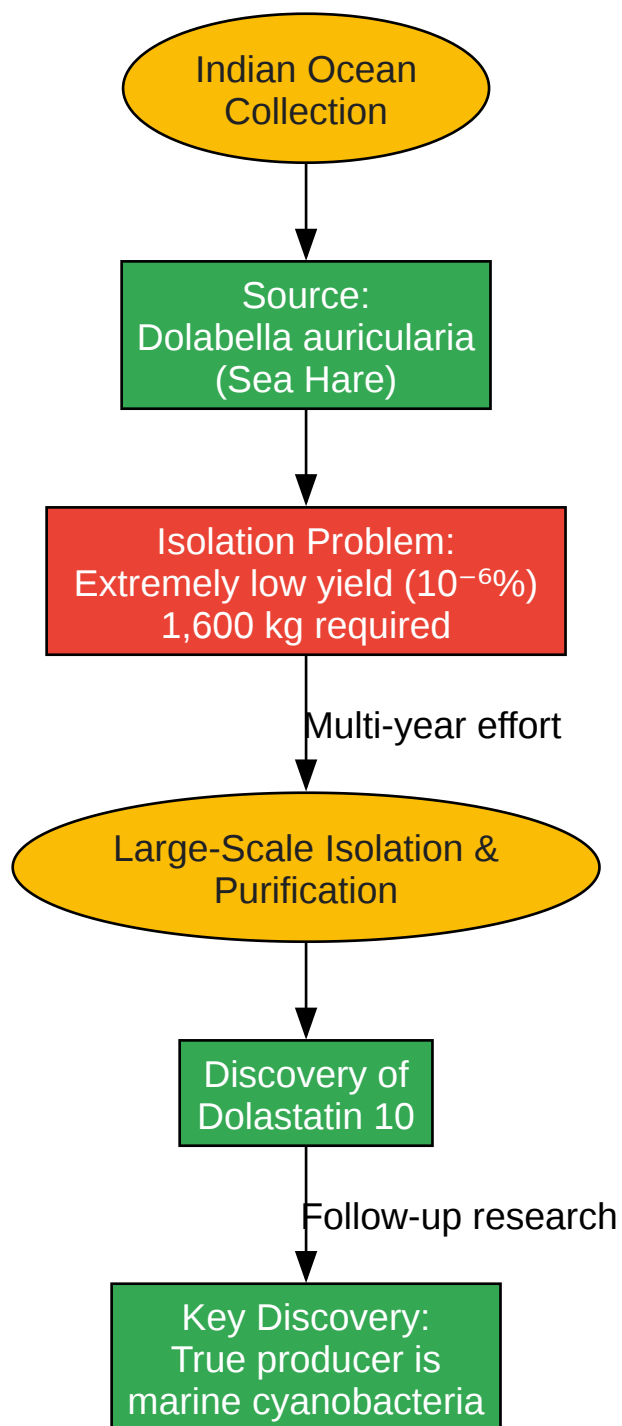 Indian Ocean
Collection
Source:
Dolabella auricularia
(Sea Hare)
Isolation Problem:
Extremely low yield (10⁻⁶%)
1,600 kg required
Multi-year effort
Large-Scale Isolation &
Purification
Discovery of
Dolastatin 10
Follow-up research
Key Discovery:
True producer is
marine cyanobacteria